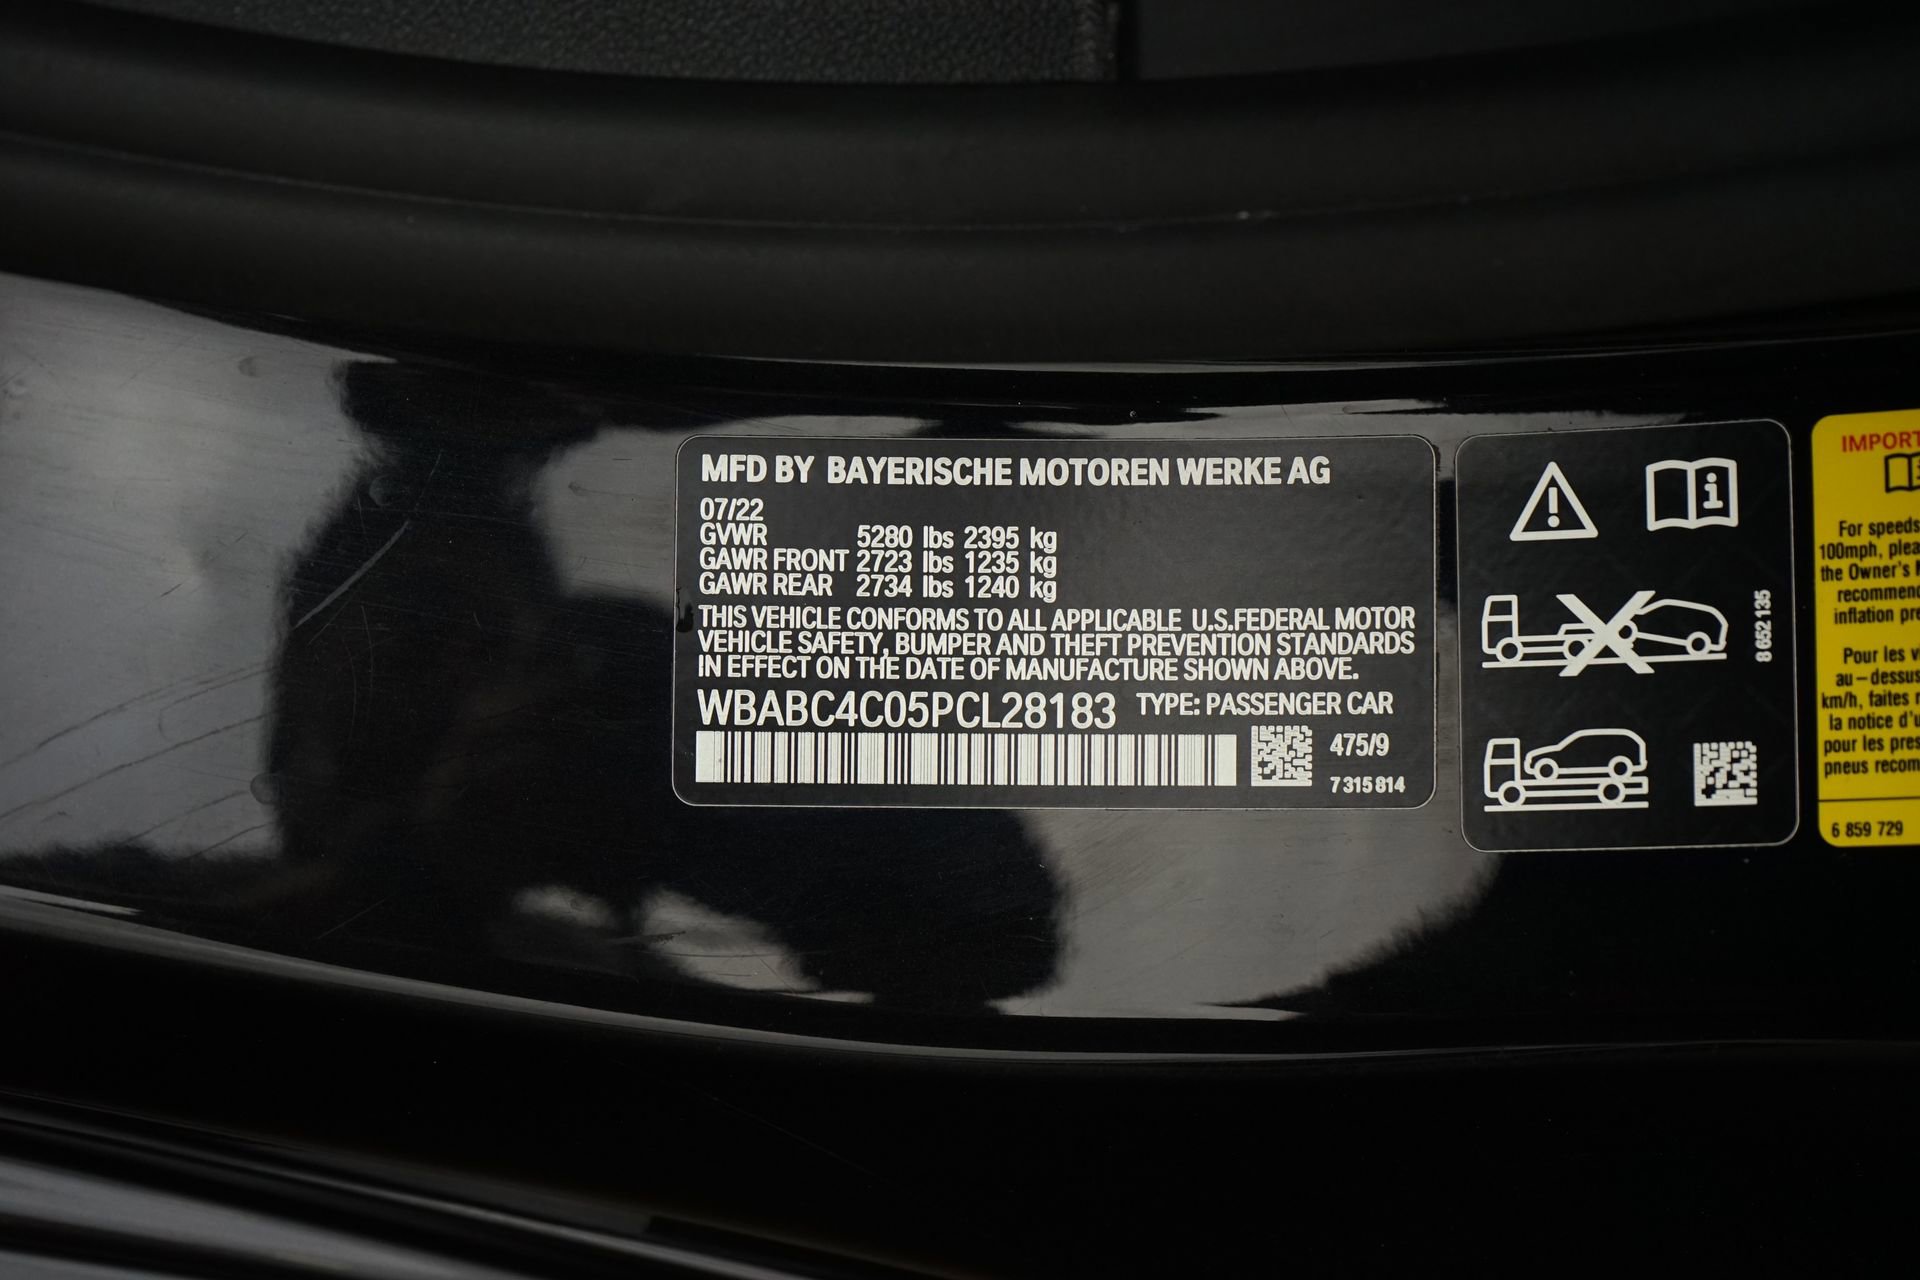 MFD BY BAYERISCHE MOTOREN WERKE AG
07/22
GVWR 5280 lbs 2395 kg
GAWR FRONT 2723 lbs 1235 kg
GAWR REAR 2734 lbs 1240 kg
THIS VEHICLE CONFORMS TO ALL APPLICABLE U.S.FEDERAL MOTOR
VEHICLE SAFETY, BUMPER AND THEFT PREVENTION STANDARDS
IN EFFECT ON THE DATE OF MANUFACTURE SHOWN ABOVE.
WBABC4C05PCL28183 TYPE: PASSENGER CAR
475/9
7 315 814
8 652 135
IMPORT
For speeds
100mph, plea
the Owner's
recommen
inflation pre
Pour les v
au-dessus
km/h, faites
la notice d'u
pour les pres
pneus recom
6 859 729